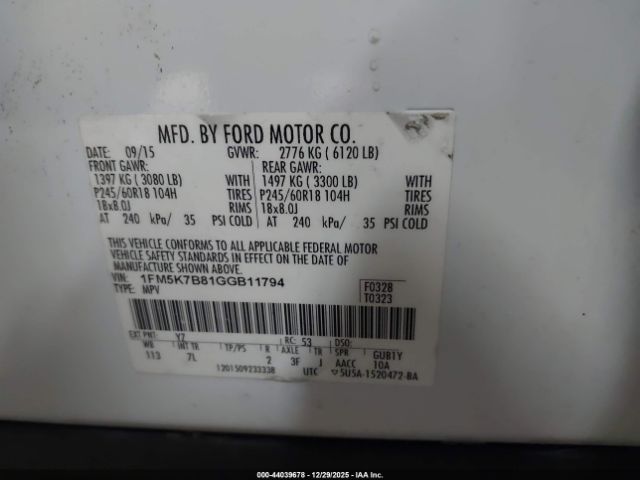 MFD. BY FORD MOTOR CO.
DATE: 09/15 GVWR: 2776 KG ( 6120 LB)
FRONT GAWR: REAR GAWR:
1397 KG ( 3080 LB) WITH 1497 KG ( 3300 LB) WITH
P245/60R18 104H TIRES P245/60R18 104H TIRES
18x8.0J RIMS 18x8.0J RIMS
AT 240 kPa/ 35 PSI COLD AT 240 kPa/ 35 PSI COLD
THIS VEHICLE CONFORMS TO ALL APPLICABLE FEDERAL MOTOR
VEHICLE SAFETY STANDARDS IN EFFECT ON THE DATE OF
MANUFACTURE SHOWN ABOVE.
VIN: 1FM5K7B81GGB11794 F0328
TYPE: MPV T0323
EXT PNT: YZ RC: 53 DSO:
WB INT TR TP/PS R AXLE TR SPR GUB1Y
113 7L 2 3F J AACC 10A
1201509233338 UTC 5U5A-1520472-BA
000-44039678 - 12/29/2025 - IAA Inc.